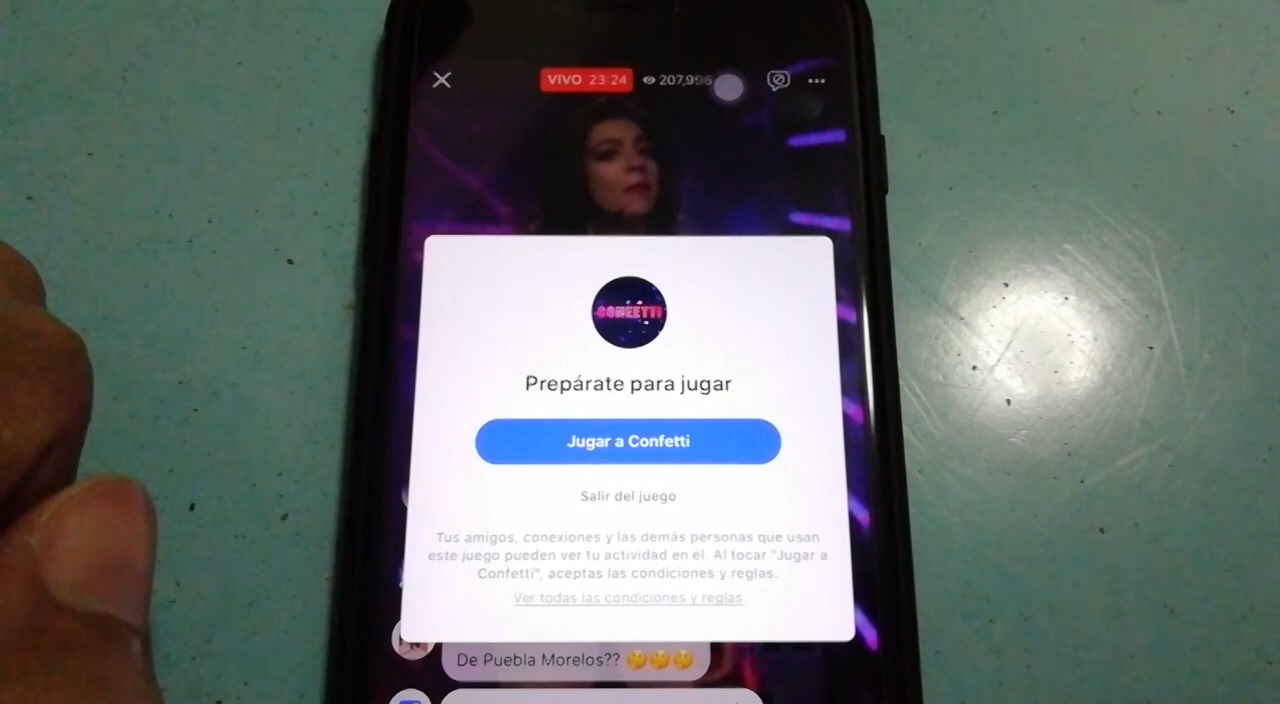 VIVO 23:24 207,996
CONFETTI
Prepárate para jugar
Jugar a Confetti
Salir del juego
Tus amigos, conexiones y las demás personas que usan
este juego pueden ver tu actividad en él. Al tocar "Jugar a
Confetti", aceptas las condiciones y reglas.
Ver todas las condiciones y reglas
De Puebla Morelos?? 🤔🤔🤔